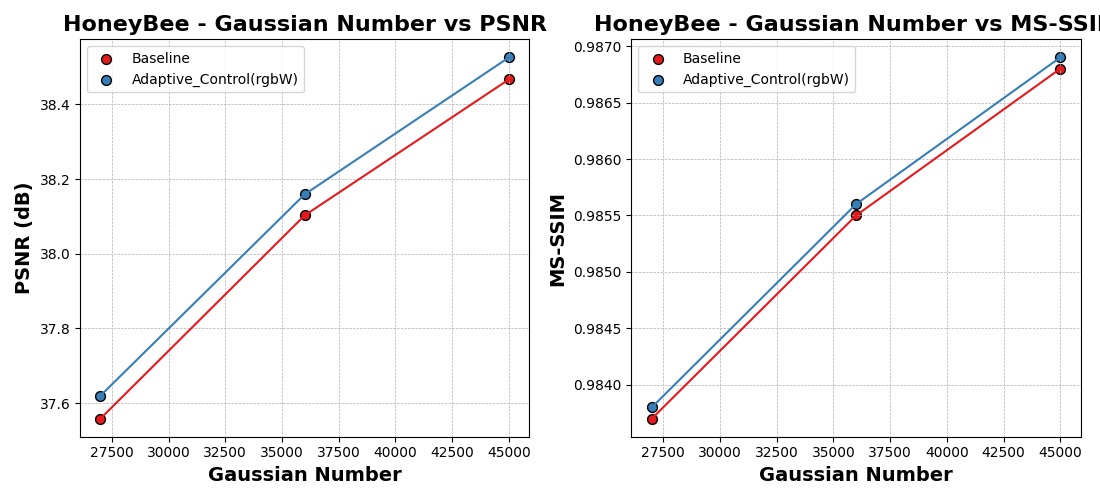 HoneyBee - Gaussian Number vs PSNR
Baseline
Adaptive_Control(rgbW)
38.4
38.2
38.0
37.8
37.6
PSNR (dB)
27500 30000 32500 35000 37500 40000 42500 45000
Gaussian Number
HoneyBee - Gaussian Number vs MS-SSI
Baseline
Adaptive_Control(rgbW)
0.9870
0.9865
0.9860
0.9855
0.9850
0.9845
0.9840
MS-SSIM
27500 30000 32500 35000 37500 40000 42500 45000
Gaussian Number